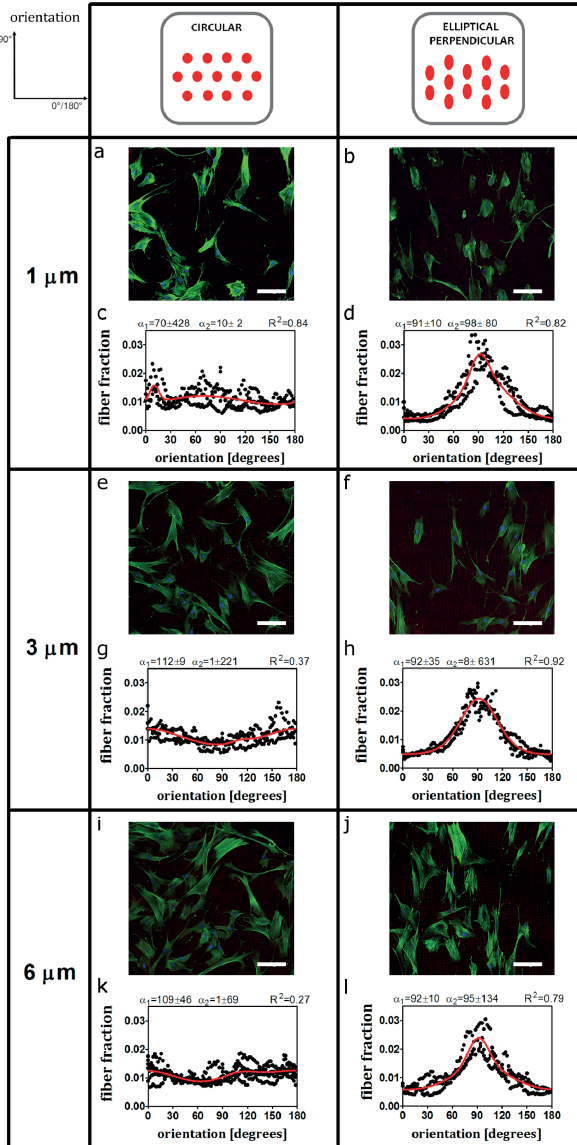 orientation
90°
0°/180°
CIRCULAR
ELLIPTICAL
PERPENDICULAR
1 μm
a
b
c
α1=70±428 α2=10± 2 R²=0.84
fiber fraction
0.03
0.02
0.01
0.00
0 30 60 90 120 150 180
orientation [degrees]
d
α1=91±10 α2=98± 80 R²=0.82
fiber fraction
0.03
0.02
0.01
0.00
0 30 60 90 120 150 180
orientation [degrees]
3 μm
e
f
g
α1=112±9 α2=1±221 R²=0.37
fiber fraction
0.03
0.02
0.01
0.00
0 30 60 90 120 150 180
orientation [degrees]
h
α1=92±35 α2=8± 631 R²=0.92
fiber fraction
0.03
0.02
0.01
0.00
0 30 60 90 120 150 180
orientation [degrees]
6 μm
i
j
k
α1=109±46 α2=1±69 R²=0.27
fiber fraction
0.03
0.02
0.01
0.00
0 30 60 90 120 150 180
orientation [degrees]
l
α1=92±10 α2=95±134 R²=0.79
fiber fraction
0.03
0.02
0.01
0.00
0 30 60 90 120 150 180
orientation [degrees]